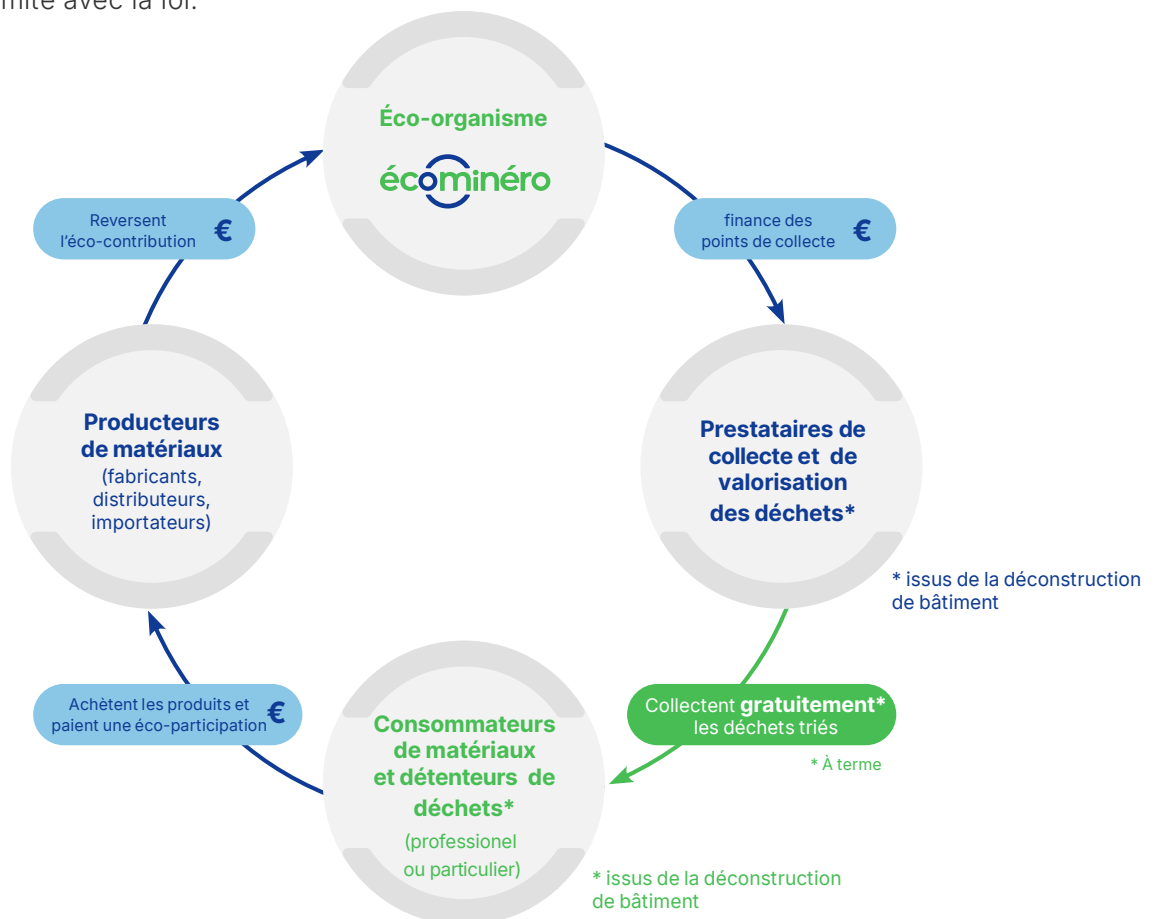 mité avec la loi.
Éco-organisme
écominéro
Reversent
l'éco-contribution €
finance des
points de collecte €
Producteurs
de matériaux
(fabricants,
distributeurs,
importateurs)
Prestataires de
collecte et de
valorisation
des déchets*
* issus de la déconstruction
de bâtiment
Achètent les produits et
paient une éco-participation €
Collectent gratuitement*
les déchets triés
* À terme
Consommateurs
de matériaux
et détenteurs de
déchets*
(professionel
ou particulier)
* issus de la déconstruction
de bâtiment